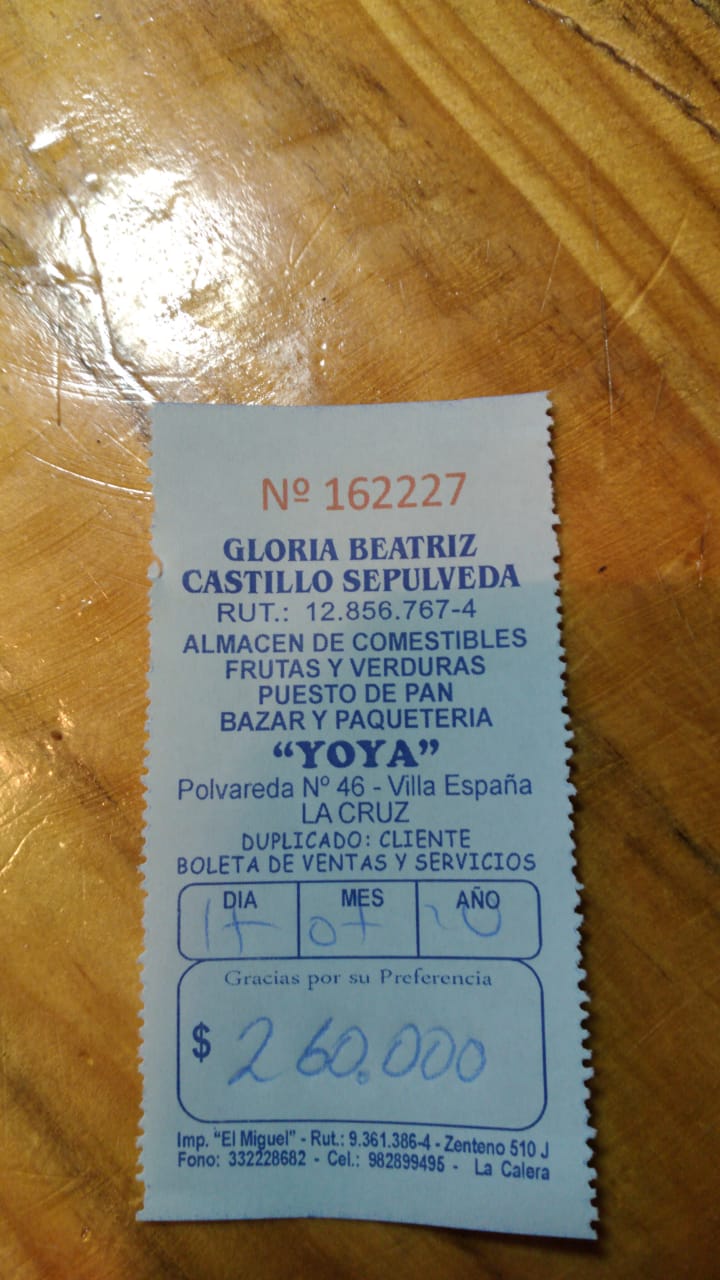 Nº 162227
GLORIA BEATRIZ
CASTILLO SEPULVEDA
RUT.: 12.856.767-4
ALMACEN DE COMESTIBLES
FRUTAS Y VERDURAS
PUESTO DE PAN
BAZAR Y PAQUETERIA
“YOYA”
Polvareda Nº 46 - Villa España
LA CRUZ
DUPLICADO: CLIENTE
BOLETA DE VENTAS Y SERVICIOS
DIA MES AÑO
17 07 20
Gracias por su Preferencia
$ 260.000
Imp. “El Miguel” - Rut.: 9.361.386-4 - Zenteno 510 J
Fono: 332228682 - Cel.: 982899495 - La Calera